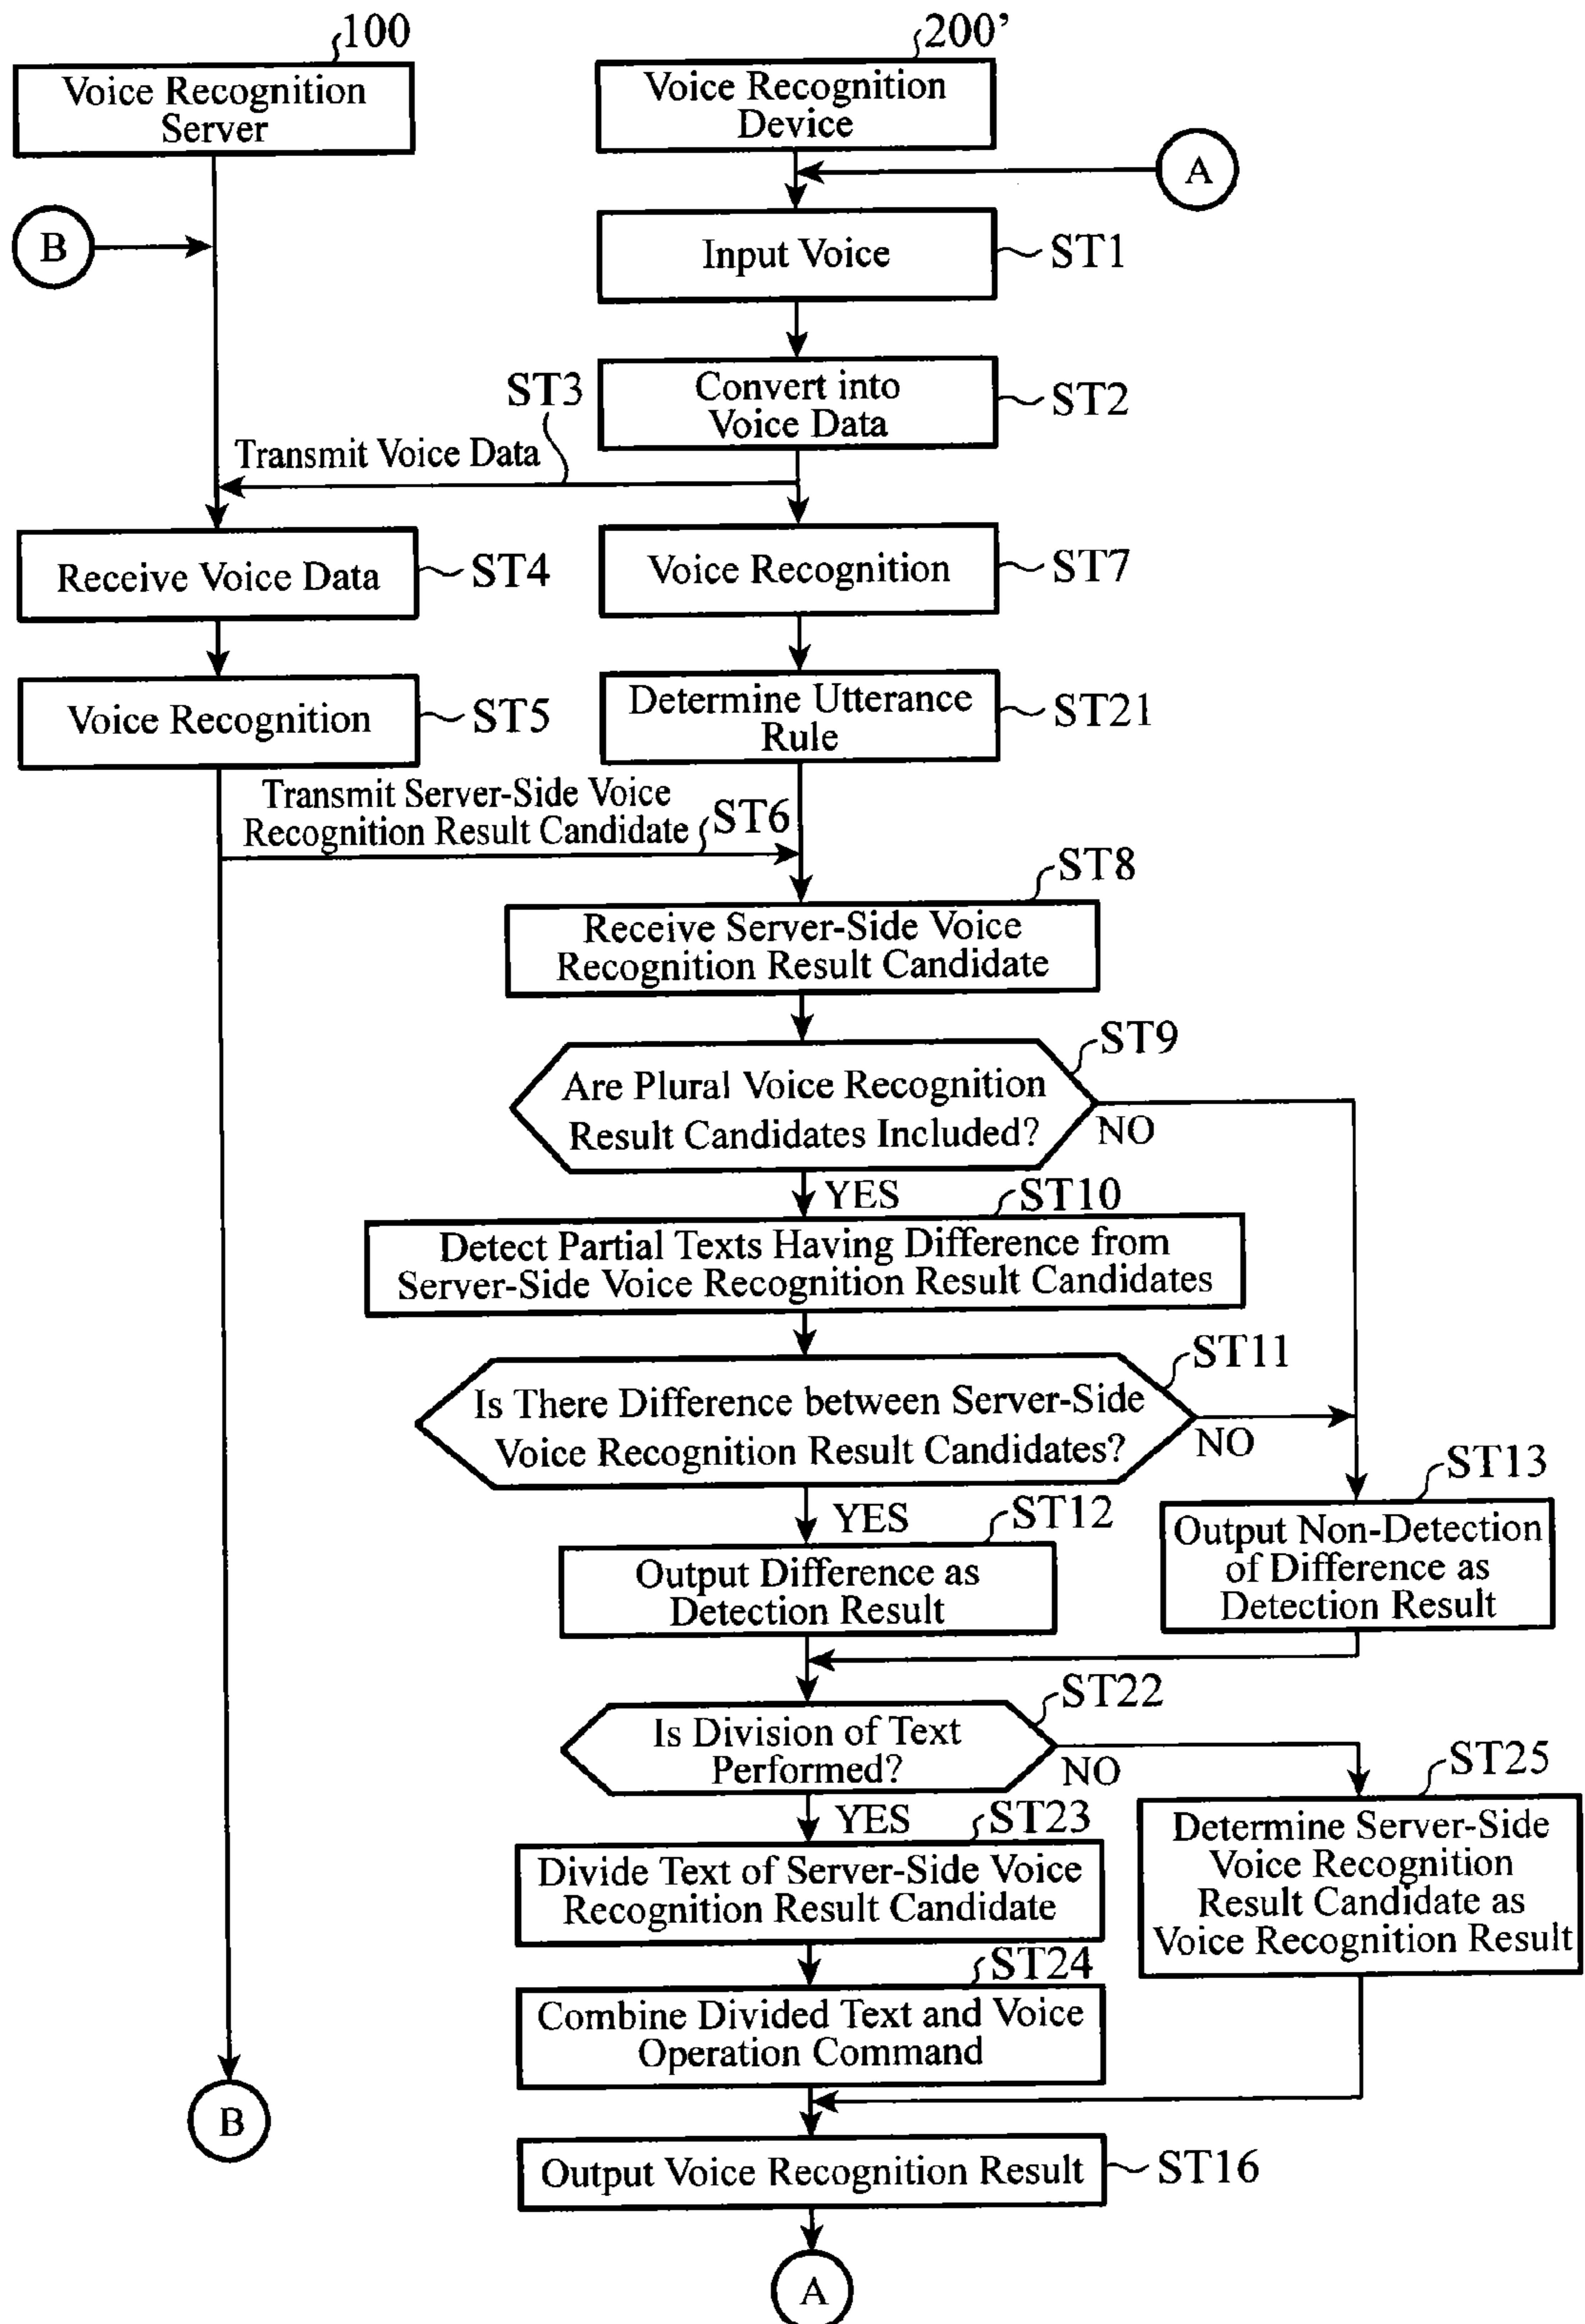 100
Voice Recognition
Server
200’
Voice Recognition
Device
A
B
Input Voice
ST1
Convert into
Voice Data
ST2
ST3
Transmit Voice Data
Receive Voice Data
ST4
Voice Recognition
ST7
Voice Recognition
ST5
Determine Utterance
Rule
ST21
Transmit Server-Side Voice
Recognition Result Candidate
ST6
ST8
Receive Server-Side Voice
Recognition Result Candidate
ST9
Are Plural Voice Recognition
Result Candidates Included?
NO
YES
ST10
Detect Partial Texts Having Difference from
Server-Side Voice Recognition Result Candidates
ST11
Is There Difference between Server-Side
Voice Recognition Result Candidates?
NO
YES
ST12
Output Difference as
Detection Result
ST13
Output Non-Detection
of Difference as
Detection Result
ST22
Is Division of Text
Performed?
NO
YES
ST23
Divide Text of Server-Side Voice
Recognition Result Candidate
ST25
Determine Server-Side
Voice Recognition
Result Candidate as
Voice Recognition Result
ST24
Combine Divided Text and Voice
Operation Command
B
Output Voice Recognition Result
ST16
A